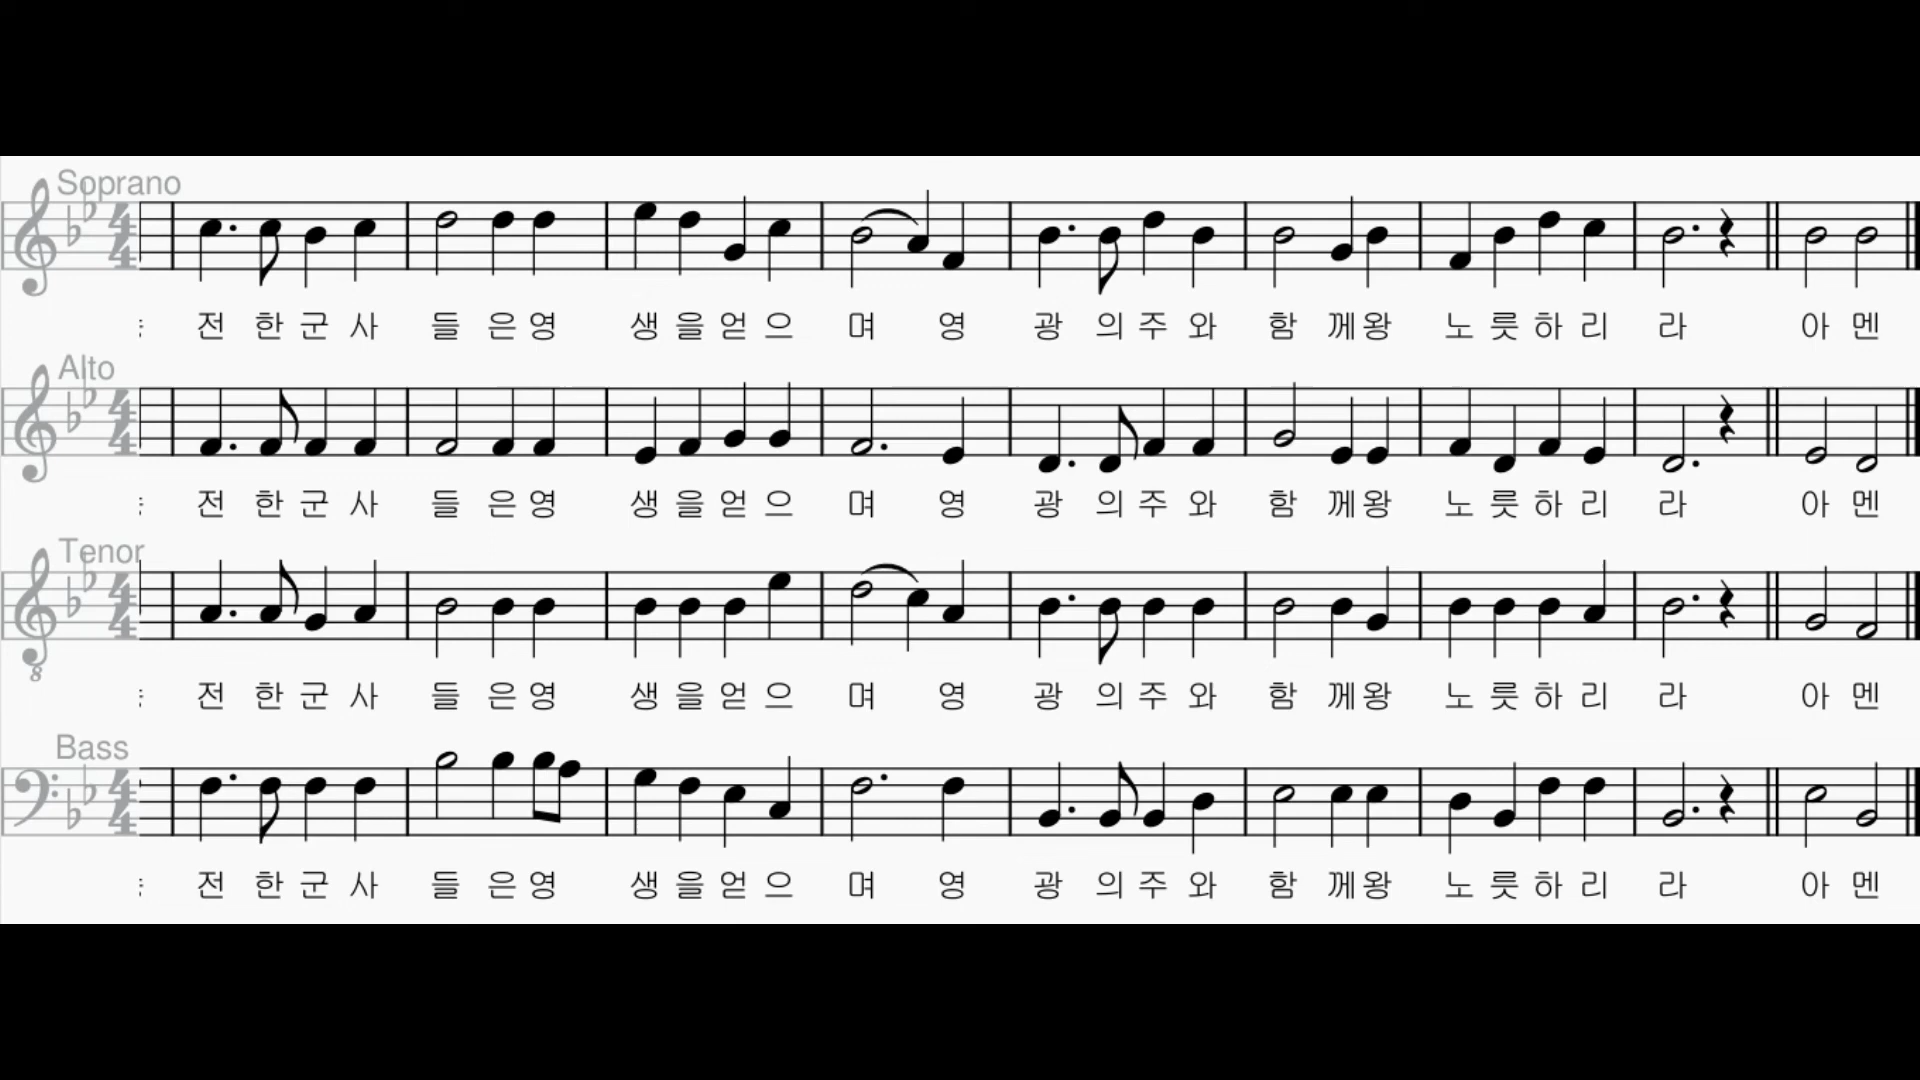 Soprano
전 한 군 사 들 은 영 생 을 얻 으 며 영 광 의 주 와 함 께 왕 노 릇 하 리 라 아 멘
Alto
전 한 군 사 들 은 영 생 을 얻 으 며 영 광 의 주 와 함 께 왕 노 릇 하 리 라 아 멘
Tenor
8
전 한 군 사 들 은 영 생 을 얻 으 며 영 광 의 주 와 함 께 왕 노 릇 하 리 라 아 멘
Bass
전 한 군 사 들 은 영 생 을 얻 으 며 영 광 의 주 와 함 께 왕 노 릇 하 리 라 아 멘